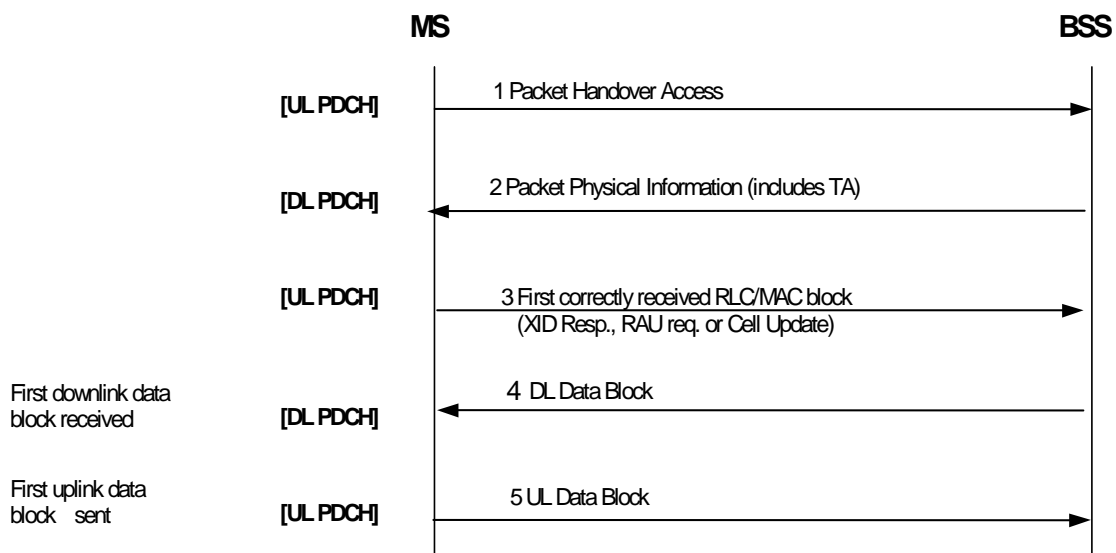 MS BSS
[UL PDCH] 1 Packet Handover Access
[DL PDCH] 2 Packet Physical Information (includes TA)
[UL PDCH] 3 First correctly received RLC/MAC block
(XID Resp., RAU req. or Cell Update)
First downlink data
block received
[DL PDCH] 4 DL Data Block
First uplink data
block sent
[UL PDCH] 5 UL Data Block